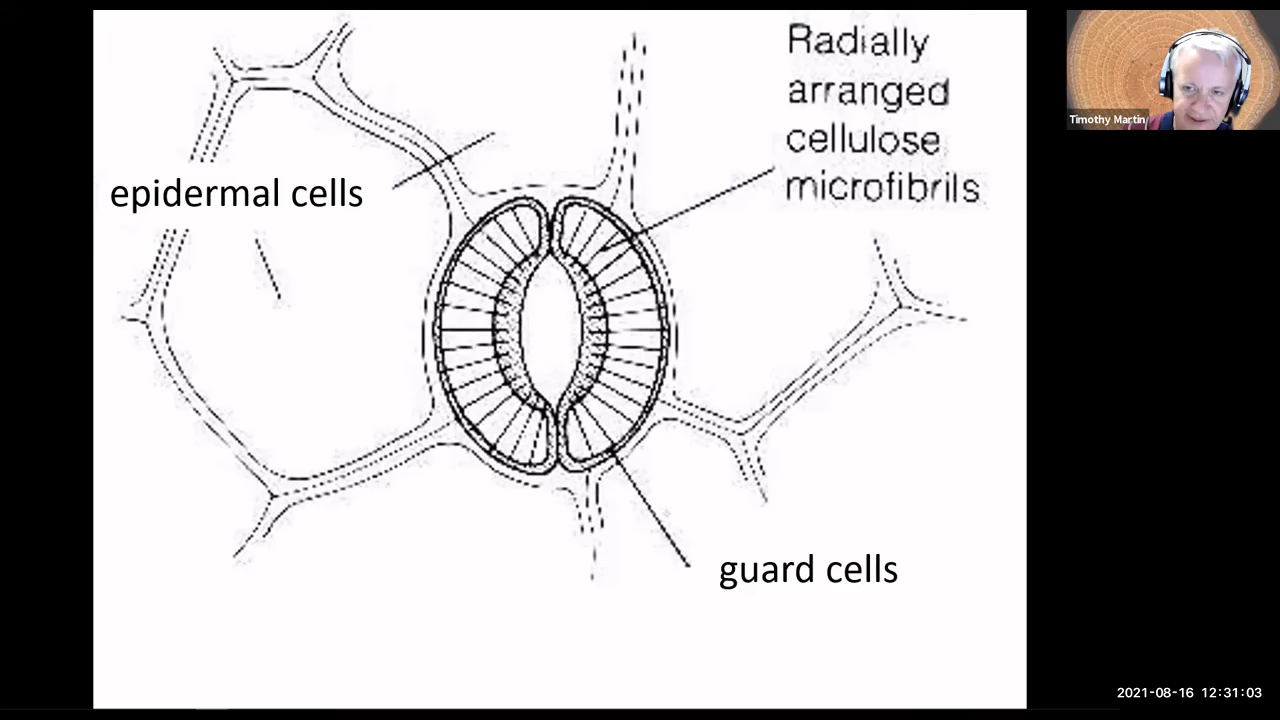 Radially
arranged
cellulose
microfibrils
Timothy Martin
epidermal cells
guard cells
2021-08-16 12:31:03